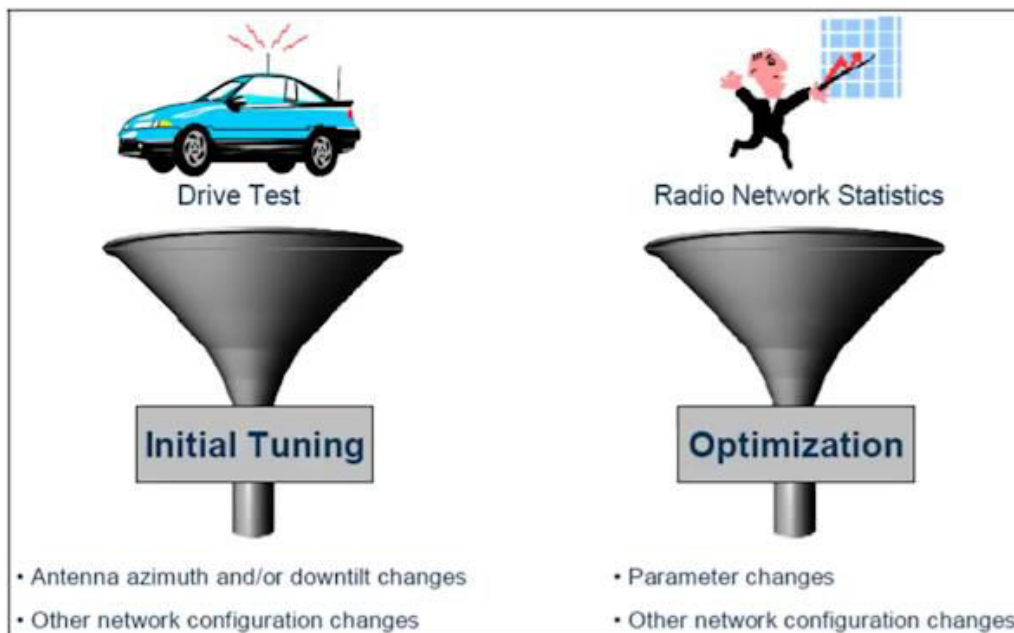 Drive Test
Radio Network Statistics
Initial Tuning
Optimization
• Antenna azimuth and/or downtilt changes
• Other network configuration changes
• Parameter changes
• Other network configuration changes